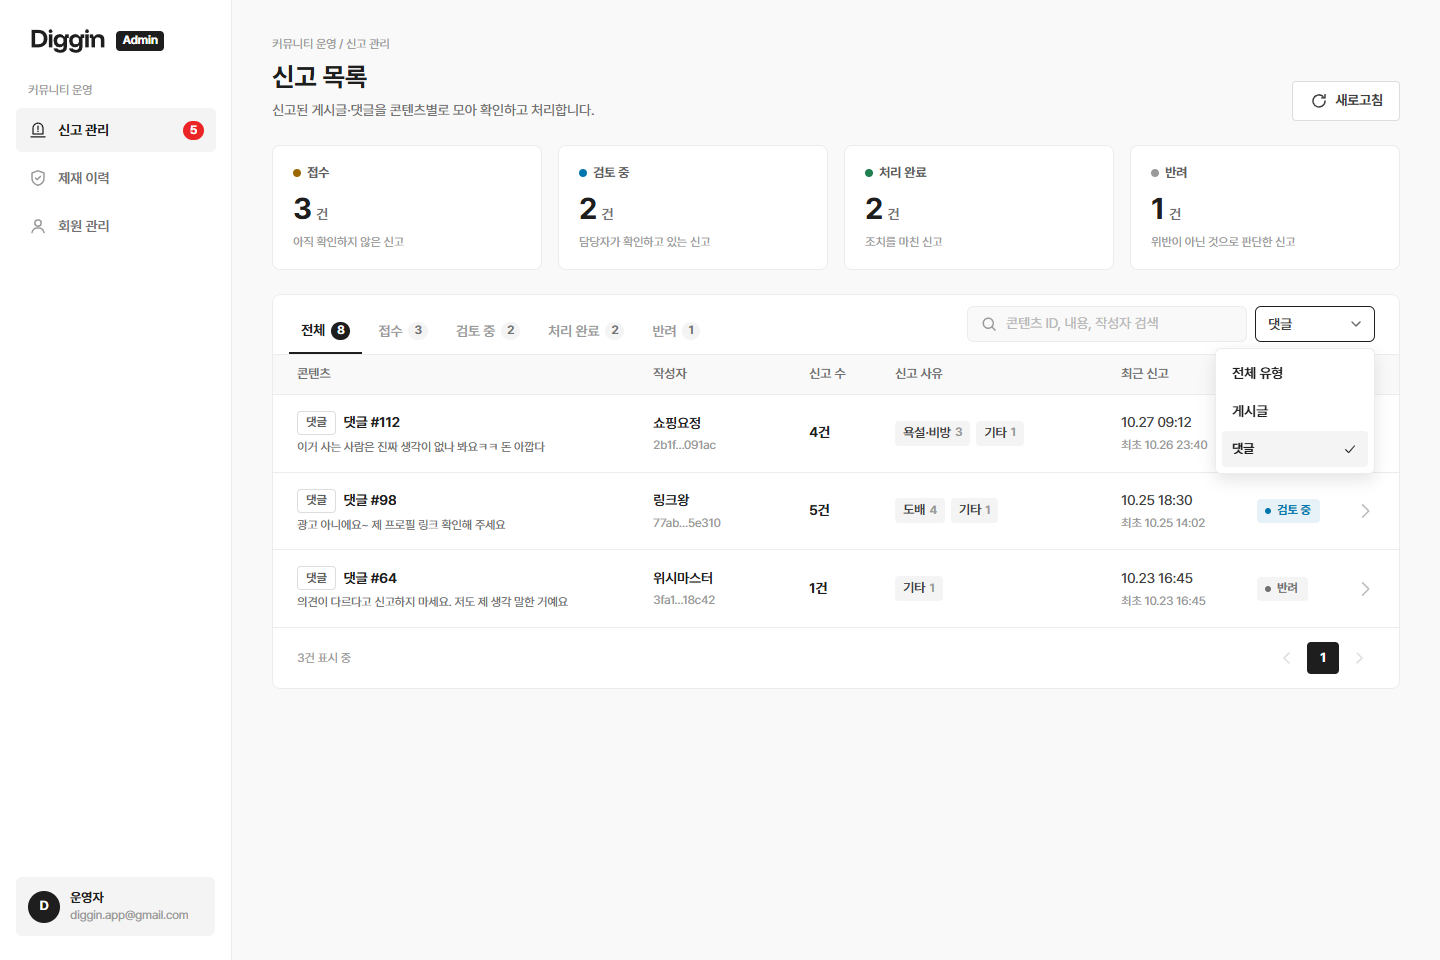 Diggin Admin
커뮤니티 운영
신고 관리 5
제재 이력
회원 관리
커뮤니티 운영 / 신고 관리
신고 목록
신고된 게시글·댓글을 콘텐츠별로 모아 확인하고 처리합니다.
새로고침
접수
3 건
아직 확인하지 않은 신고
검토 중
2 건
담당자가 확인하고 있는 신고
처리 완료
2 건
조치를 마친 신고
반려
1 건
위반이 아닌 것으로 판단한 신고
전체 8 접수 3 검토 중 2 처리 완료 2 반려 1
콘텐츠 ID, 내용, 작성자 검색
댓글
전체 유형
게시글
댓글
콘텐츠 작성자 신고 수 신고 사유 최근 신고
댓글 댓글 #112
이거 사는 사람은 진짜 생각이 없나 봐요ㅋㅋ 돈 아깝다
쇼핑요정
2b1f...091ac
4건
욕설·비방 3 기타 1
10.27 09:12
최초 10.26 23:40
댓글 댓글 #98
광고 아니에요~ 제 프로필 링크 확인해 주세요
링크왕
77ab...5e310
5건
도배 4 기타 1
10.25 18:30
최초 10.25 14:02
검토 중
댓글 댓글 #64
의견이 다르다고 신고하지 마세요. 저도 제 생각 말한 거예요
위시마스터
3fa1...18c42
1건
기타 1
10.23 16:45
최초 10.23 16:45
반려
3건 표시 중
1
D
운영자
diggin.app@gmail.com